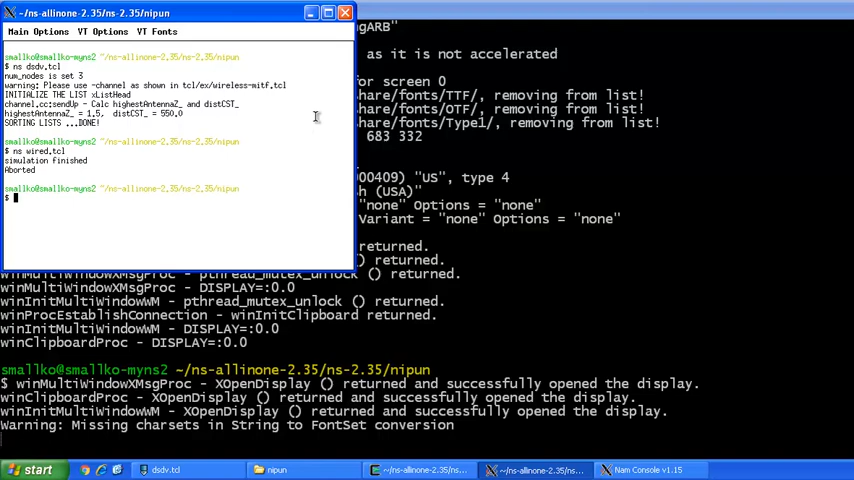 ~/ns-allinone-2.35/ns-2.35/nipun
Main Options VT Options VT Fonts
smallko@smallko-myns2 ~/ns-allinone-2.35/ns-2.35/nipun
$ ns dsdv.tcl
num_nodes is set 3
warning: Please use -channel as shown in tcl/ex/wireless-mitf.tcl
INITIALIZE THE LIST xListHead
channel.cc:sendUp - Calc highestAntennaZ_ and distCST_
highestAntennaZ_ = 1.5, distCST_ = 550.0
SORTING LISTS ...DONE!
smallko@smallko-myns2 ~/ns-allinone-2.35/ns-2.35/nipun
$ ns wired.tcl
simulation finished
Aborted
smallko@smallko-myns2 ~/ns-allinone-2.35/ns-2.35/nipun
$
gARB"
as it is not accelerated
for screen 0
share/fonts/TTF/, removing from list!
share/fonts/OTF/, removing from list!
share/fonts/Type1/, removing from list!
683 332
00409) "US", type 4
sh (USA)"
"none" Options = "none"
Variant = "none" Options = "none"
returned.
() returned.
winMultiWindowXMsgProc - pthread_mutex_unlock () returned.
winMultiWindowXMsgProc - DISPLAY=:0.0
winInitMultiWindowWM - pthread_mutex_unlock () returned.
winProcEstablishConnection - winInitClipboard returned.
winInitMultiWindowWM - DISPLAY=:0.0
winClipboardProc - DISPLAY=:0.0
smallko@smallko-myns2 ~/ns-allinone-2.35/ns-2.35/nipun
$ winMultiWindowXMsgProc - XOpenDisplay () returned and successfully opened the display.
winClipboardProc - XOpenDisplay () returned and successfully opened the display.
winInitMultiWindowWM - XOpenDisplay () returned and successfully opened the display.
Warning: Missing charsets in String to FontSet conversion
start dsdv.tcl nipun ~/ns-allinone-2.35/ns... ~/ns-allinone-2.35/ns... Nam Console v1.15